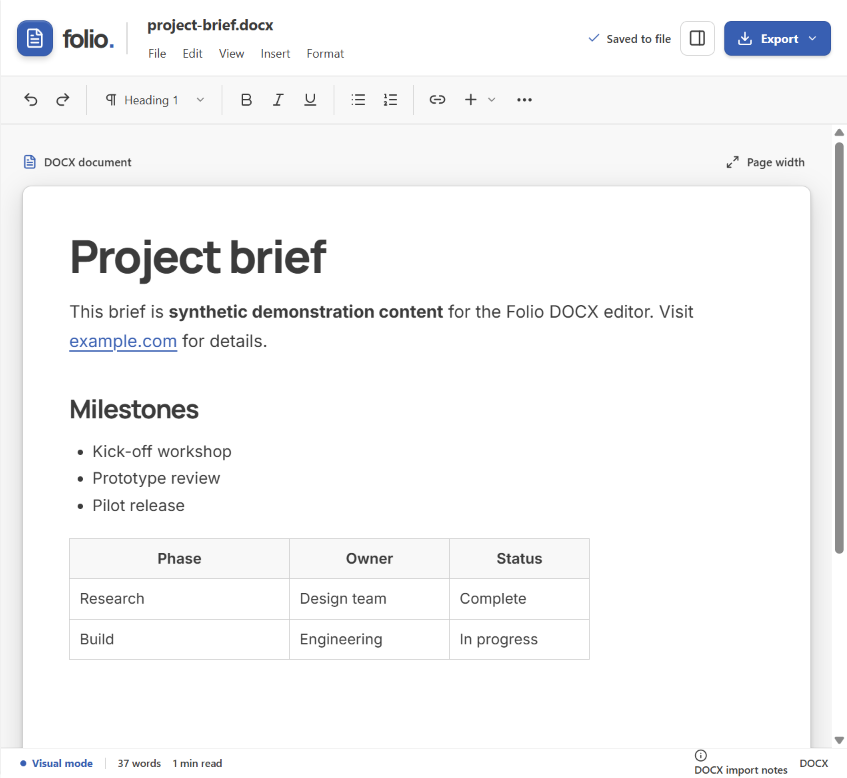 folio.
project-brief.docx
File Edit View Insert Format
Saved to file
Export
Heading 1
B I U
DOCX document
Page width
Project brief
This brief is synthetic demonstration content for the Folio DOCX editor. Visit
example.com for details.
Milestones
• Kick-off workshop
• Prototype review
• Pilot release
Phase Owner Status
Research Design team Complete
Build Engineering In progress
Visual mode 37 words 1 min read
DOCX import notes DOCX